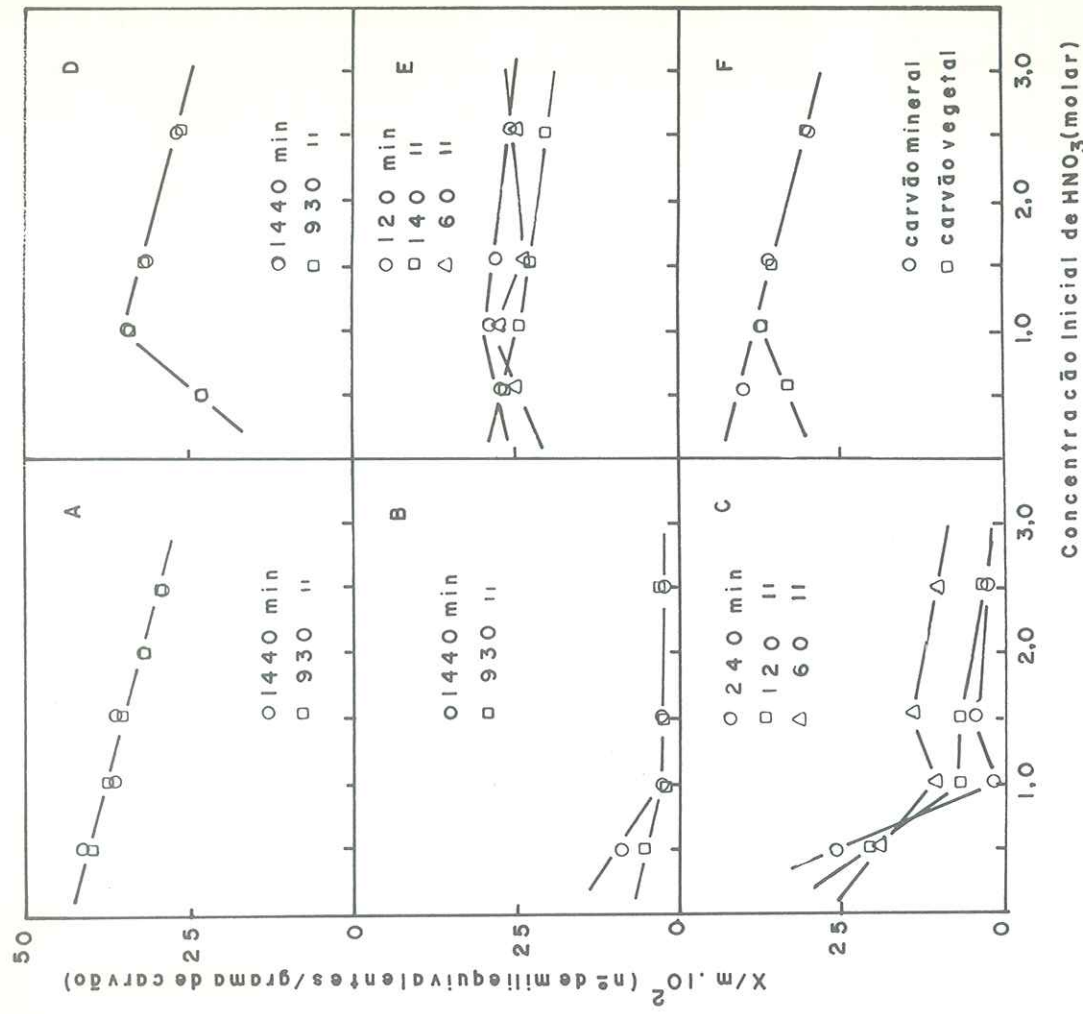 X/m .10² (nº de miliequivalentes/grama de carvão)
50
25
0
25
0
25
0
A
○ 1440 min
□ 930 "
D
○ 1440 min
□ 930 "
B
○ 1440 min
□ 930 "
E
○ 120 min
□ 140 "
△ 60 "
C
○ 240 min
□ 120 "
△ 60 "
F
○ carvão mineral
□ carvão vegetal
1,0 2,0 3,0 1,0 2,0 3,0
Concentracão Inicial de HNO₃(molar)